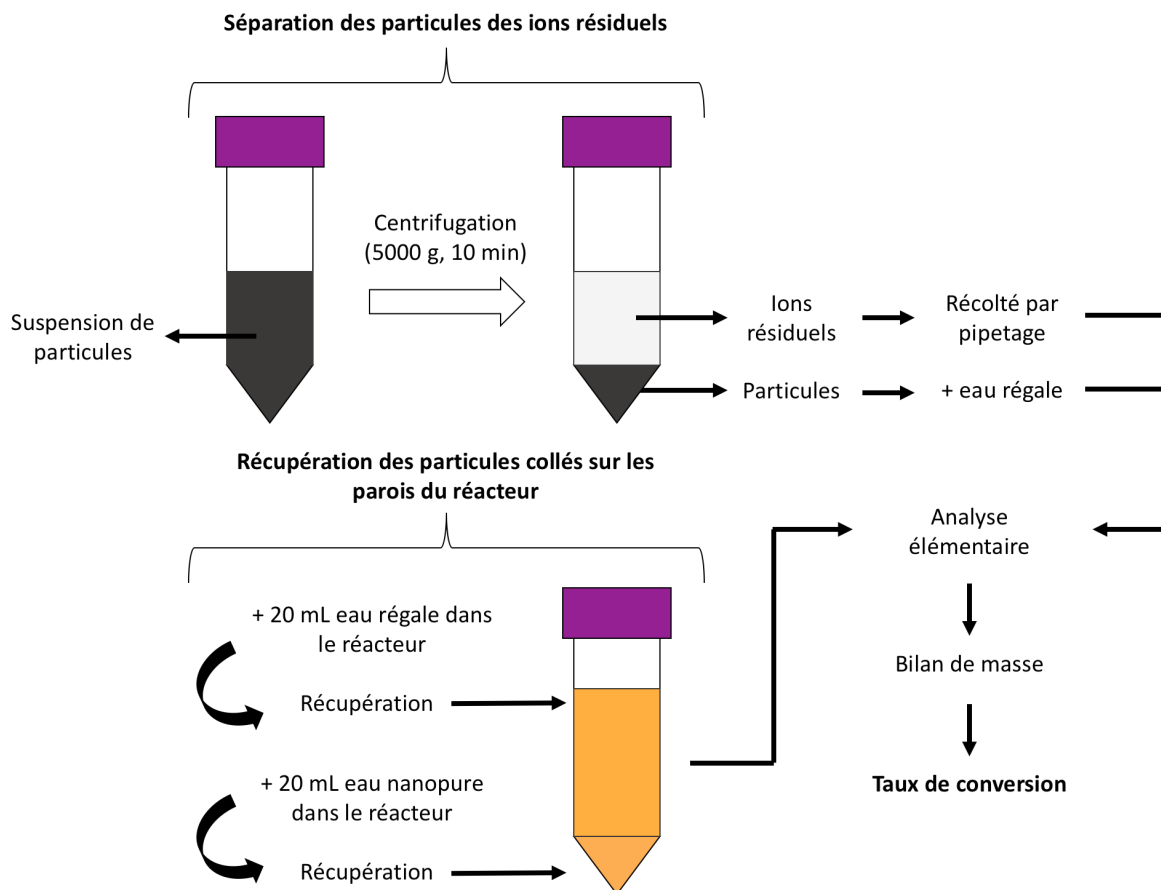 Séparation des particules des ions résiduels
Centrifugation
(5000 g, 10 min)
Suspension de
particules
Ions
résiduels
Récolté par
pipetage
Particules
+ eau régale
Récupération des particules collés sur les
parois du réacteur
+ 20 mL eau régale dans
le réacteur
Récupération
+ 20 mL eau nanopure
dans le réacteur
Récupération
Analyse
élémentaire
Bilan de masse
Taux de conversion